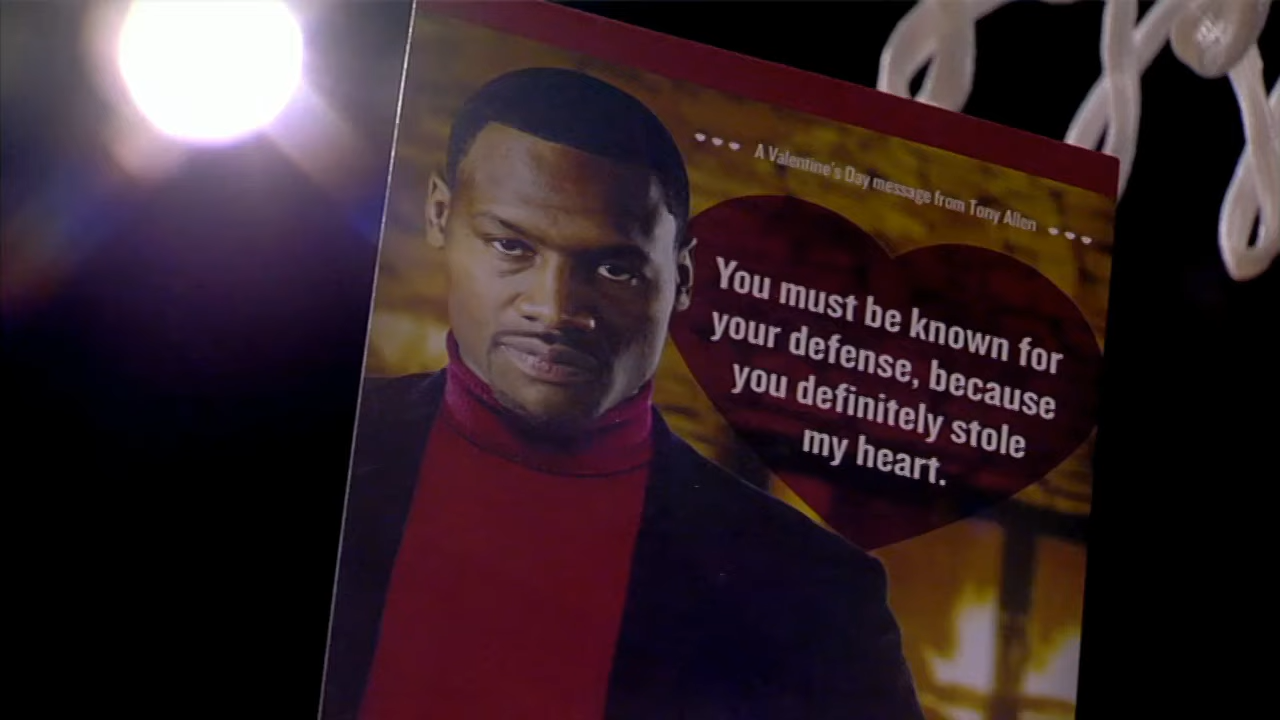 A Valentine's Day message from Tony Allen
You must be known for
your defense, because
you definitely stole
my heart.